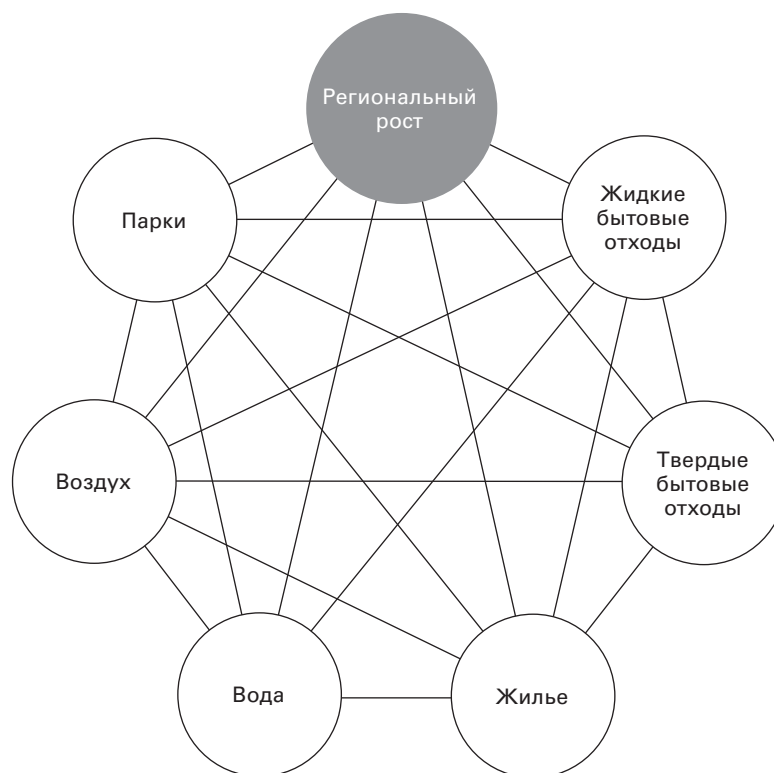 Региональный
рост
Парки
Жидкие
бытовые
отходы
Воздух
Твердые
бытовые
отходы
Вода
Жилье